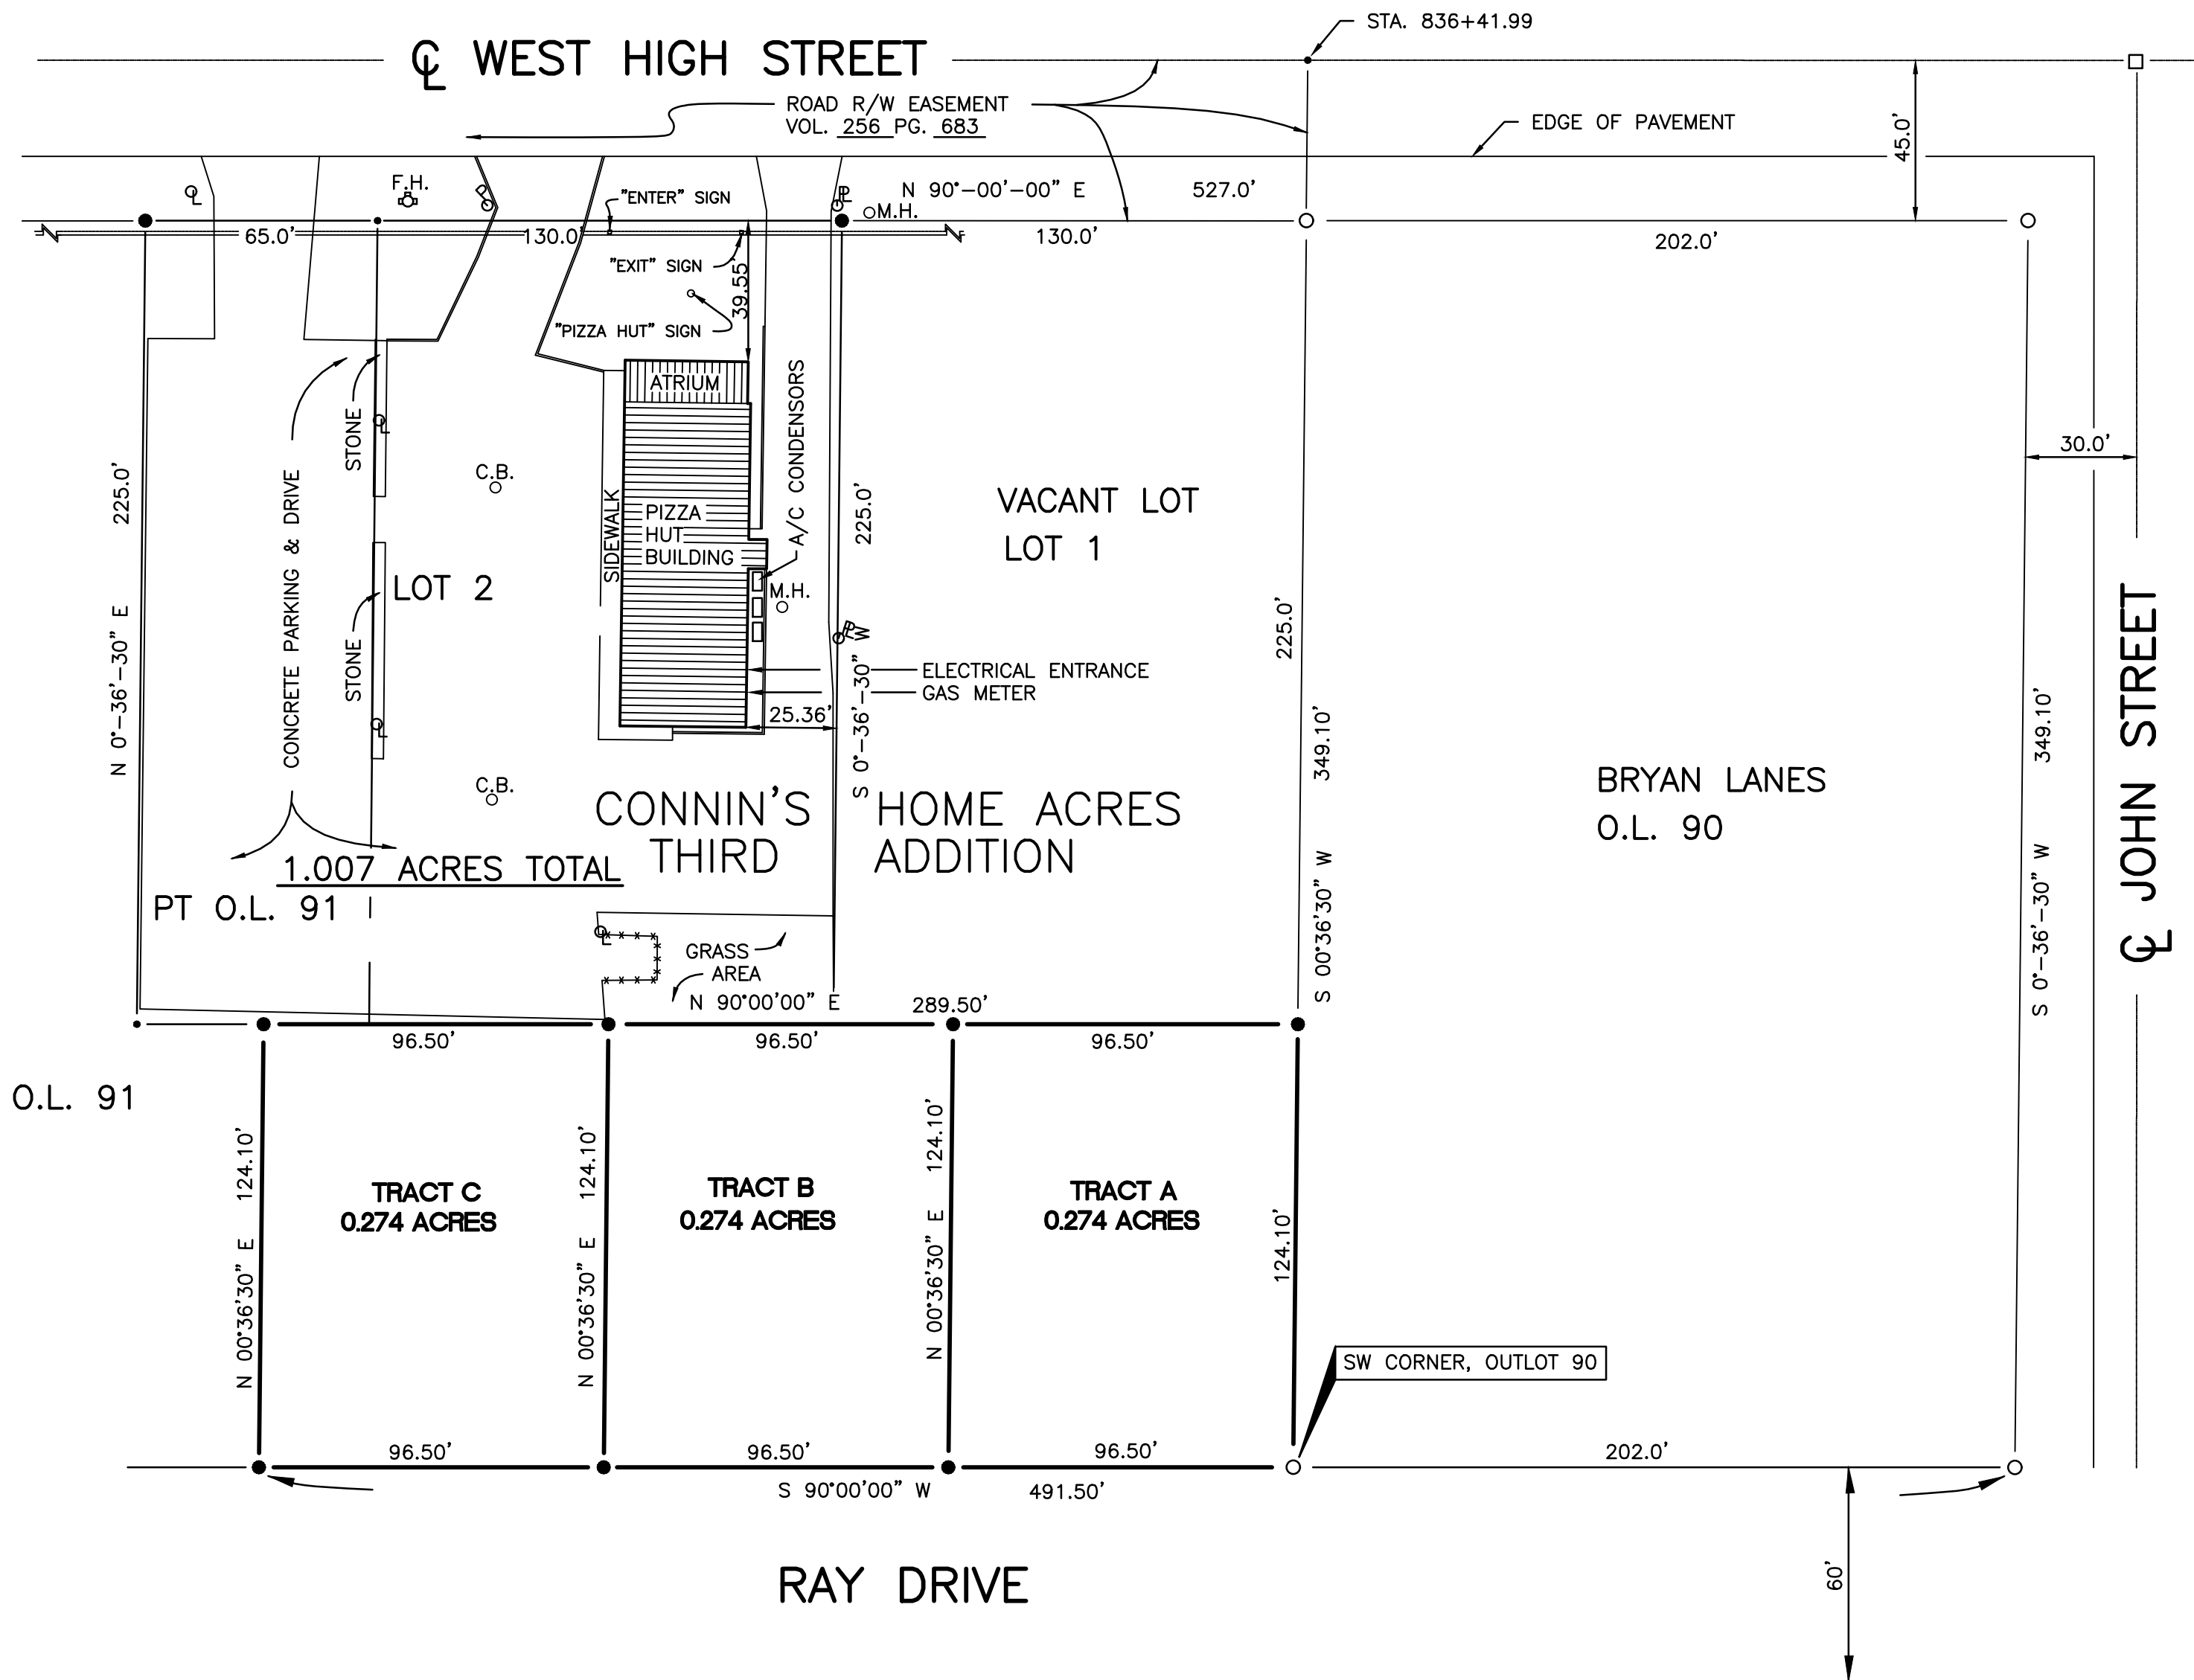 STA. 836+41.99
℄ WEST HIGH STREET
ROAD R/W EASEMENT
VOL. 256 PG. 683
EDGE OF PAVEMENT
45.0'
F.H.
P
L
"ENTER" SIGN
PL
M.H.
N 90°-00'-00" E 527.0'
65.0'
130.0'
130.0'
202.0'
"EXIT" SIGN
39.55'
"PIZZA HUT" SIGN
ATRIUM
A/C CONDENSORS
STONE
L
C.B.
CONCRETE PARKING & DRIVE
SIDEWALK
PIZZA
HUT
BUILDING
M.H.
225.0'
N 0°-36'-30" E
LOT 2
STONE
L
225.0'
S 0°-36'-30" W
P
VACANT LOT
LOT 1
225.0'
30.0'
ELECTRICAL ENTRANCE
GAS METER
25.36'
C.B.
349.10'
S 00°36'30" W
BRYAN LANES
O.L. 90
349.10'
S 0°-36'-30" W
℄ JOHN STREET
CONNIN'S HOME ACRES
THIRD ADDITION
1.007 ACRES TOTAL
PT O.L. 91
L
GRASS
AREA
N 90°00'00" E 289.50'
96.50'
96.50'
96.50'
O.L. 91
N 00°36'30" E 124.10'
TRACT C
0.274 ACRES
N 00°36'30" E 124.10'
TRACT B
0.274 ACRES
N 00°36'30" E 124.10'
TRACT A
0.274 ACRES
124.10'
SW CORNER, OUTLOT 90
96.50'
96.50'
96.50'
202.0'
S 90°00'00" W 491.50'
RAY DRIVE
60'